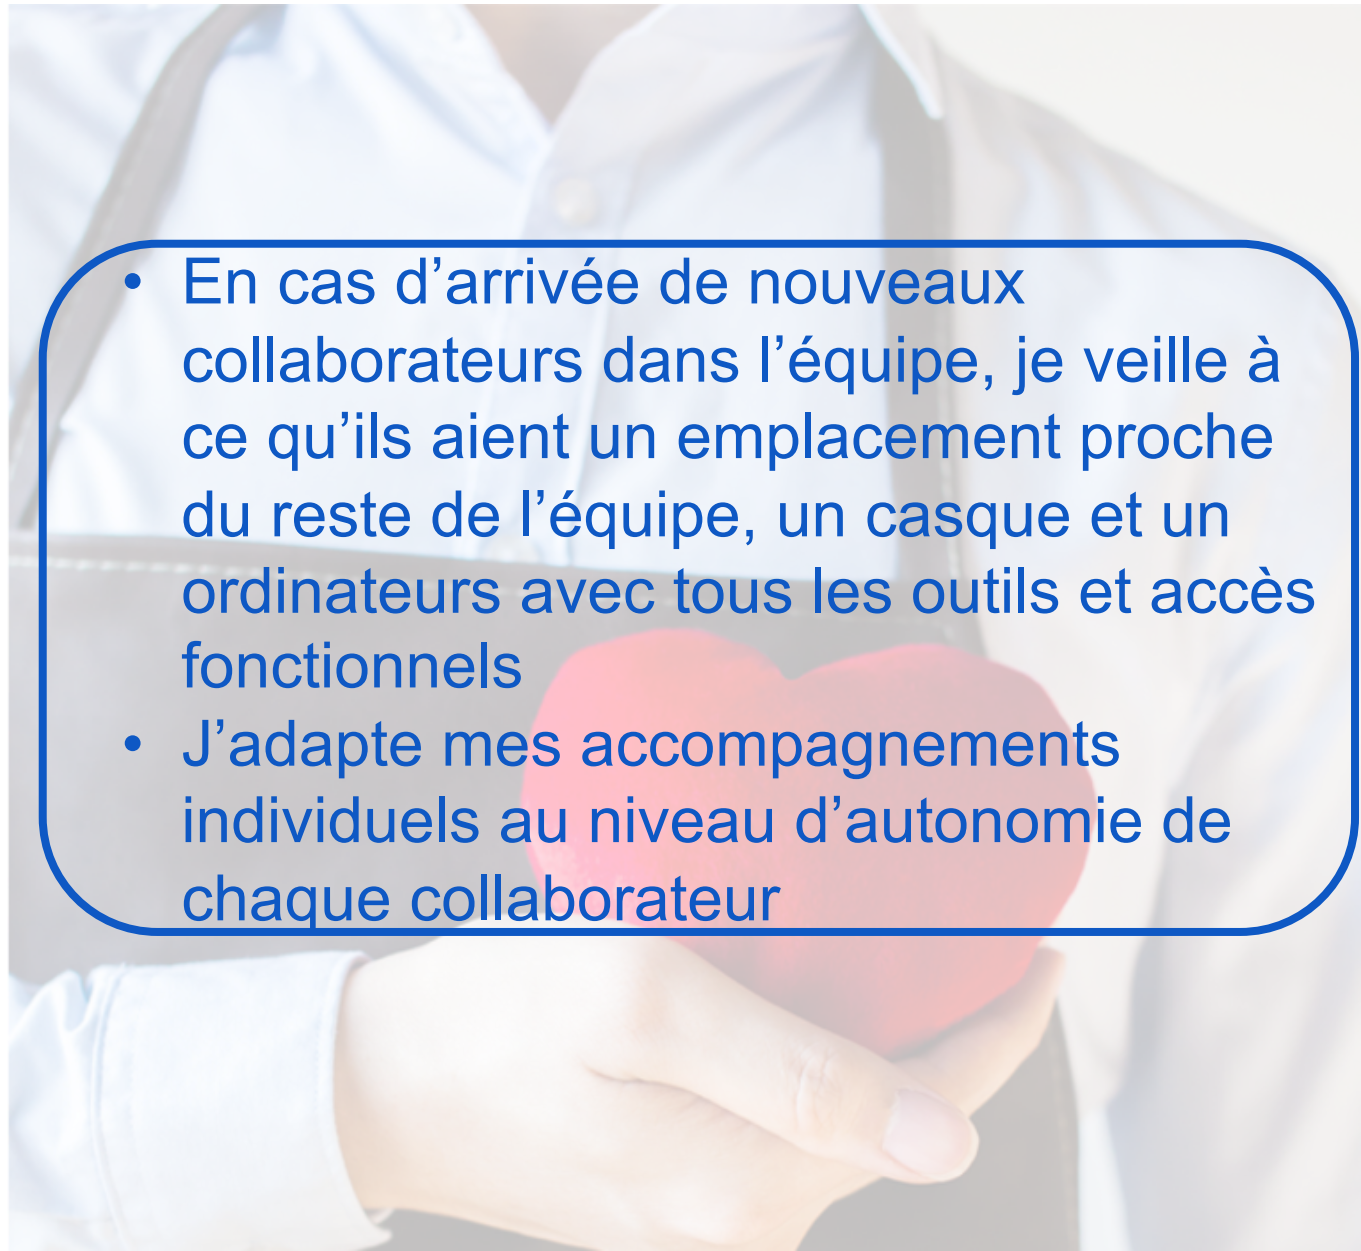 • En cas d’arrivée de nouveaux
collaborateurs dans l’équipe, je veille à
ce qu’ils aient un emplacement proche
du reste de l’équipe, un casque et un
ordinateurs avec tous les outils et accès
fonctionnels
• J’adapte mes accompagnements
individuels au niveau d’autonomie de
chaque collaborateur